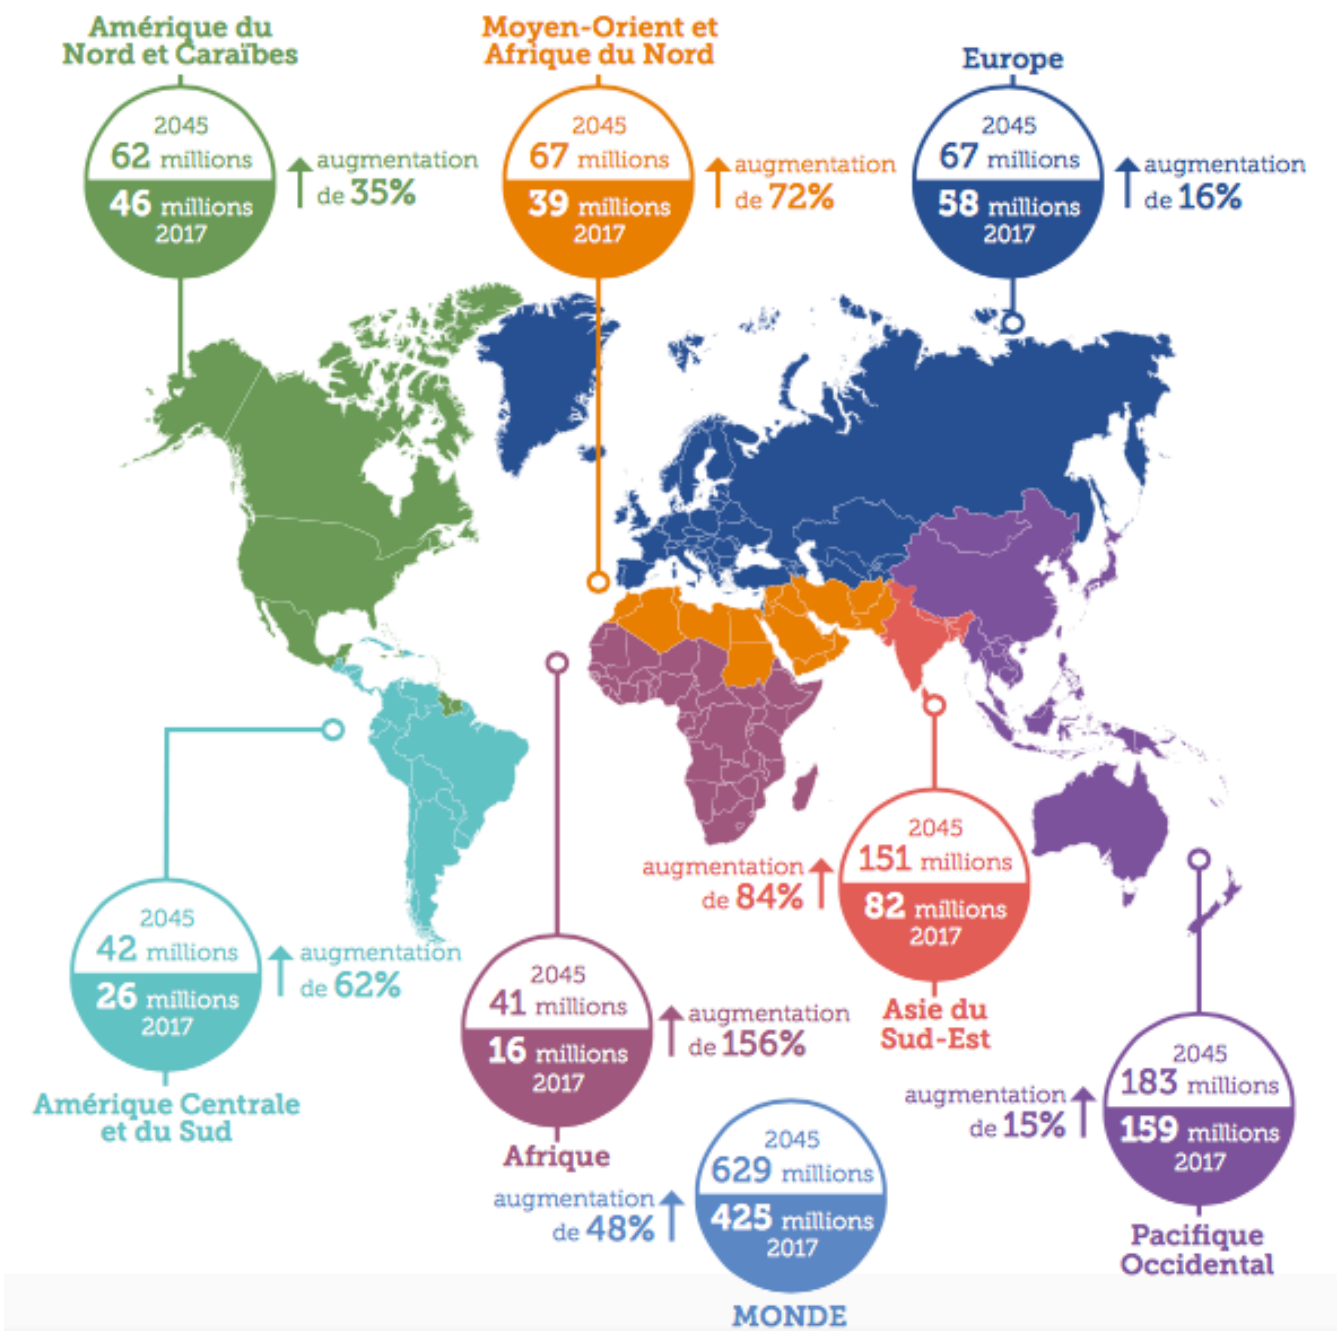 Amérique du
Nord et Caraïbes
2045
62 millions
46 millions
2017
augmentation
de 35%
Moyen-Orient et
Afrique du Nord
2045
67 millions
39 millions
2017
augmentation
de 72%
Europe
2045
67 millions
58 millions
2017
augmentation
de 16%
2045
42 millions
26 millions
2017
augmentation
de 62%
Amérique Centrale
et du Sud
2045
41 millions
16 millions
2017
augmentation
de 156%
Afrique
2045
151 millions
82 millions
2017
augmentation
de 84%
Asie du
Sud-Est
2045
183 millions
159 millions
2017
augmentation
de 15%
Pacifique
Occidental
2045
629 millions
425 millions
2017
augmentation
de 48%
MONDE